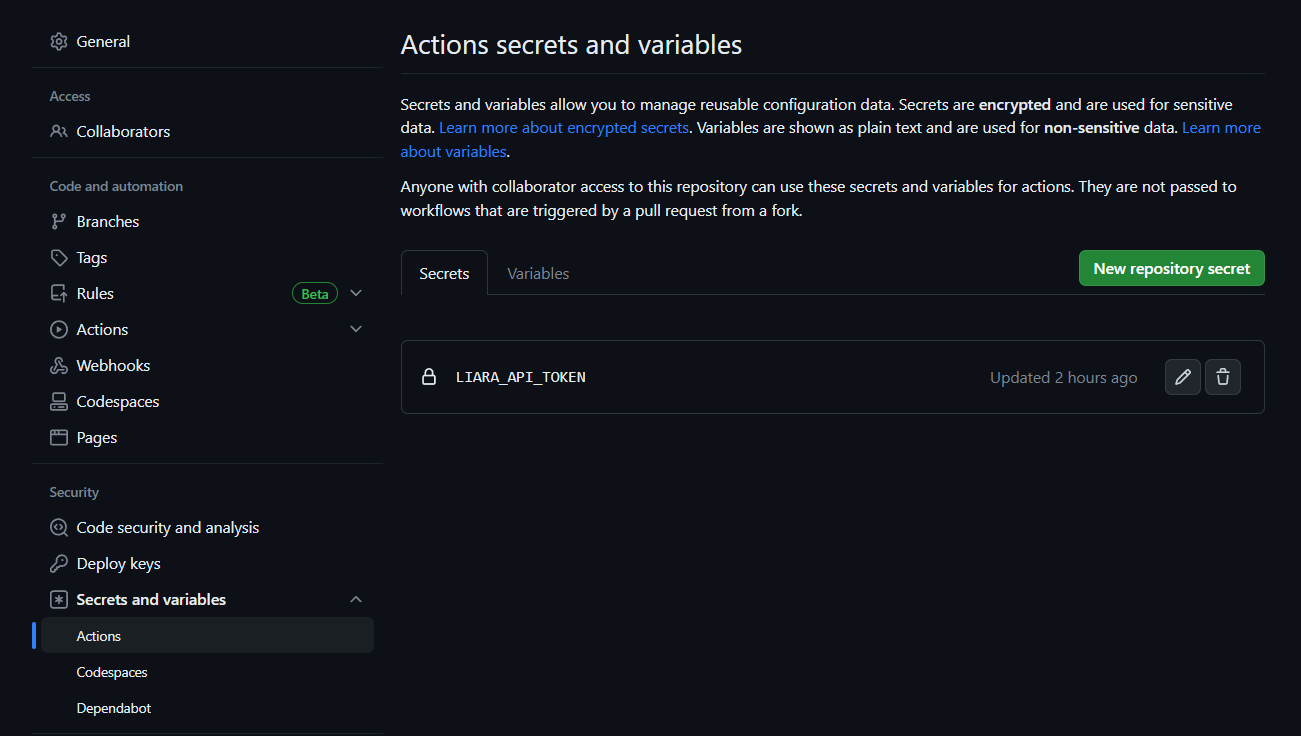 General
Access
Collaborators
Code and automation
Branches
Tags
Rules Beta
Actions
Webhooks
Codespaces
Pages
Security
Code security and analysis
Deploy keys
Secrets and variables
Actions
Codespaces
Dependabot
Actions secrets and variables
Secrets and variables allow you to manage reusable configuration data. Secrets are encrypted and are used for sensitive
data. Learn more about encrypted secrets. Variables are shown as plain text and are used for non-sensitive data. Learn more
about variables.
Anyone with collaborator access to this repository can use these secrets and variables for actions. They are not passed to
workflows that are triggered by a pull request from a fork.
Secrets Variables New repository secret
LIARA_API_TOKEN Updated 2 hours ago